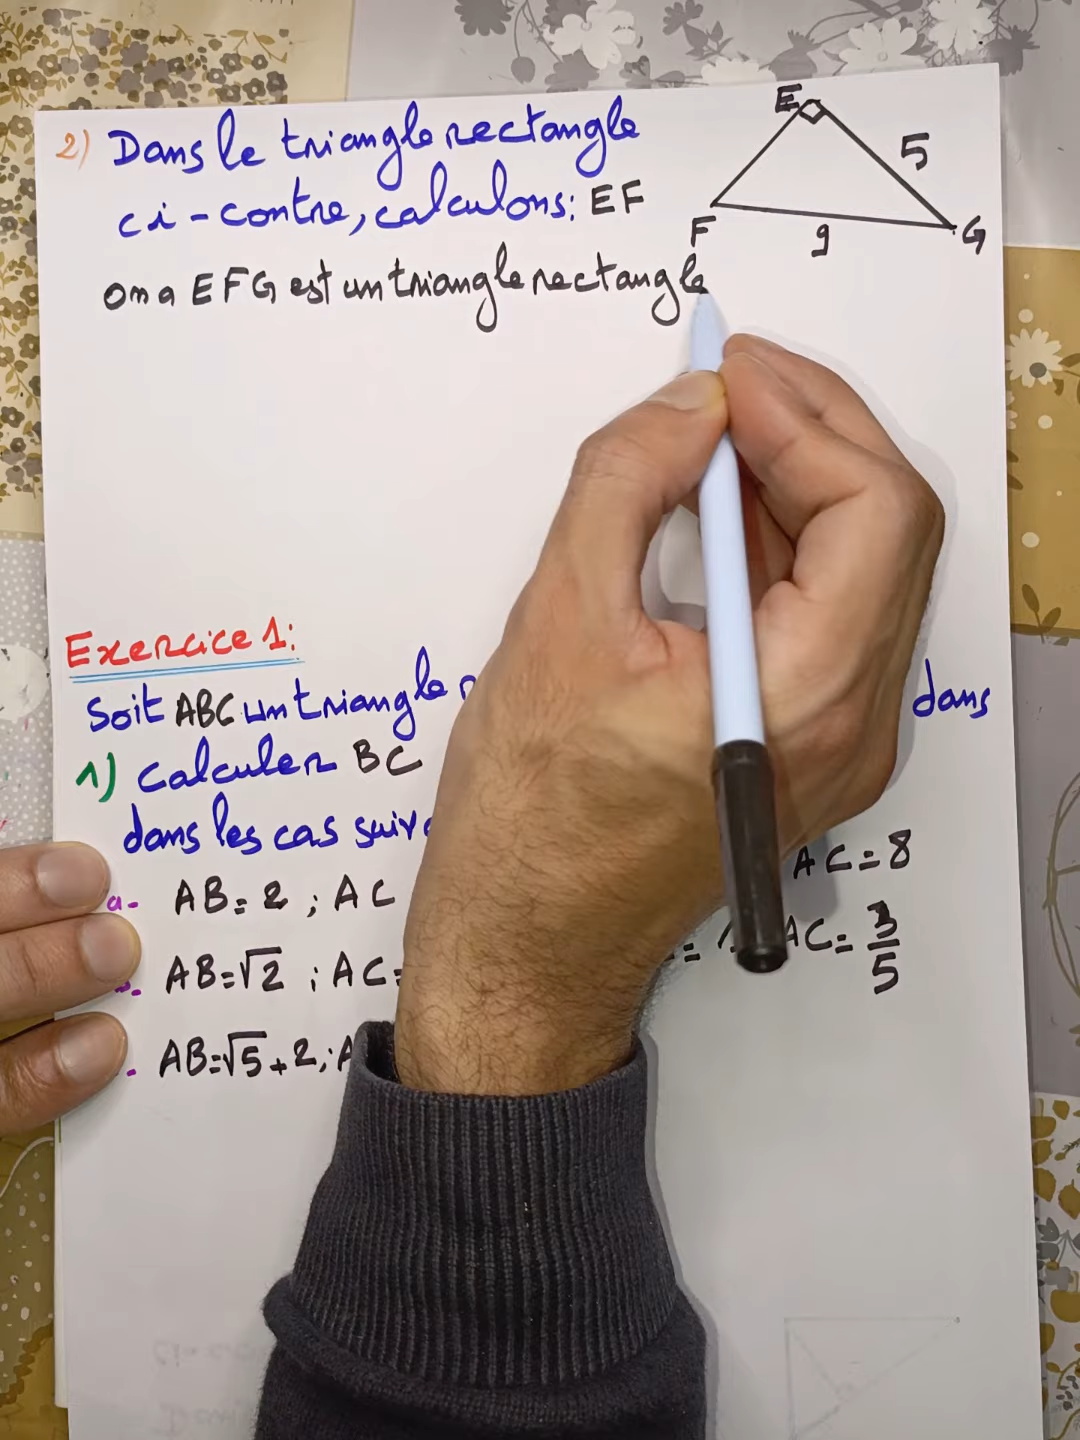 2) Dans le triangle rectangle
ci-contre, calculons: EF
on a EFG est un triangle rectangle
E
5
F
9
G
Exercice 1:
Soit ABC un triangle dans
1) Calculer BC
dans les cas
a. AB = 2 ; AC AC = 8
AB = √2 ; AC = AC = 3/5
AB = √5 + 2 ;